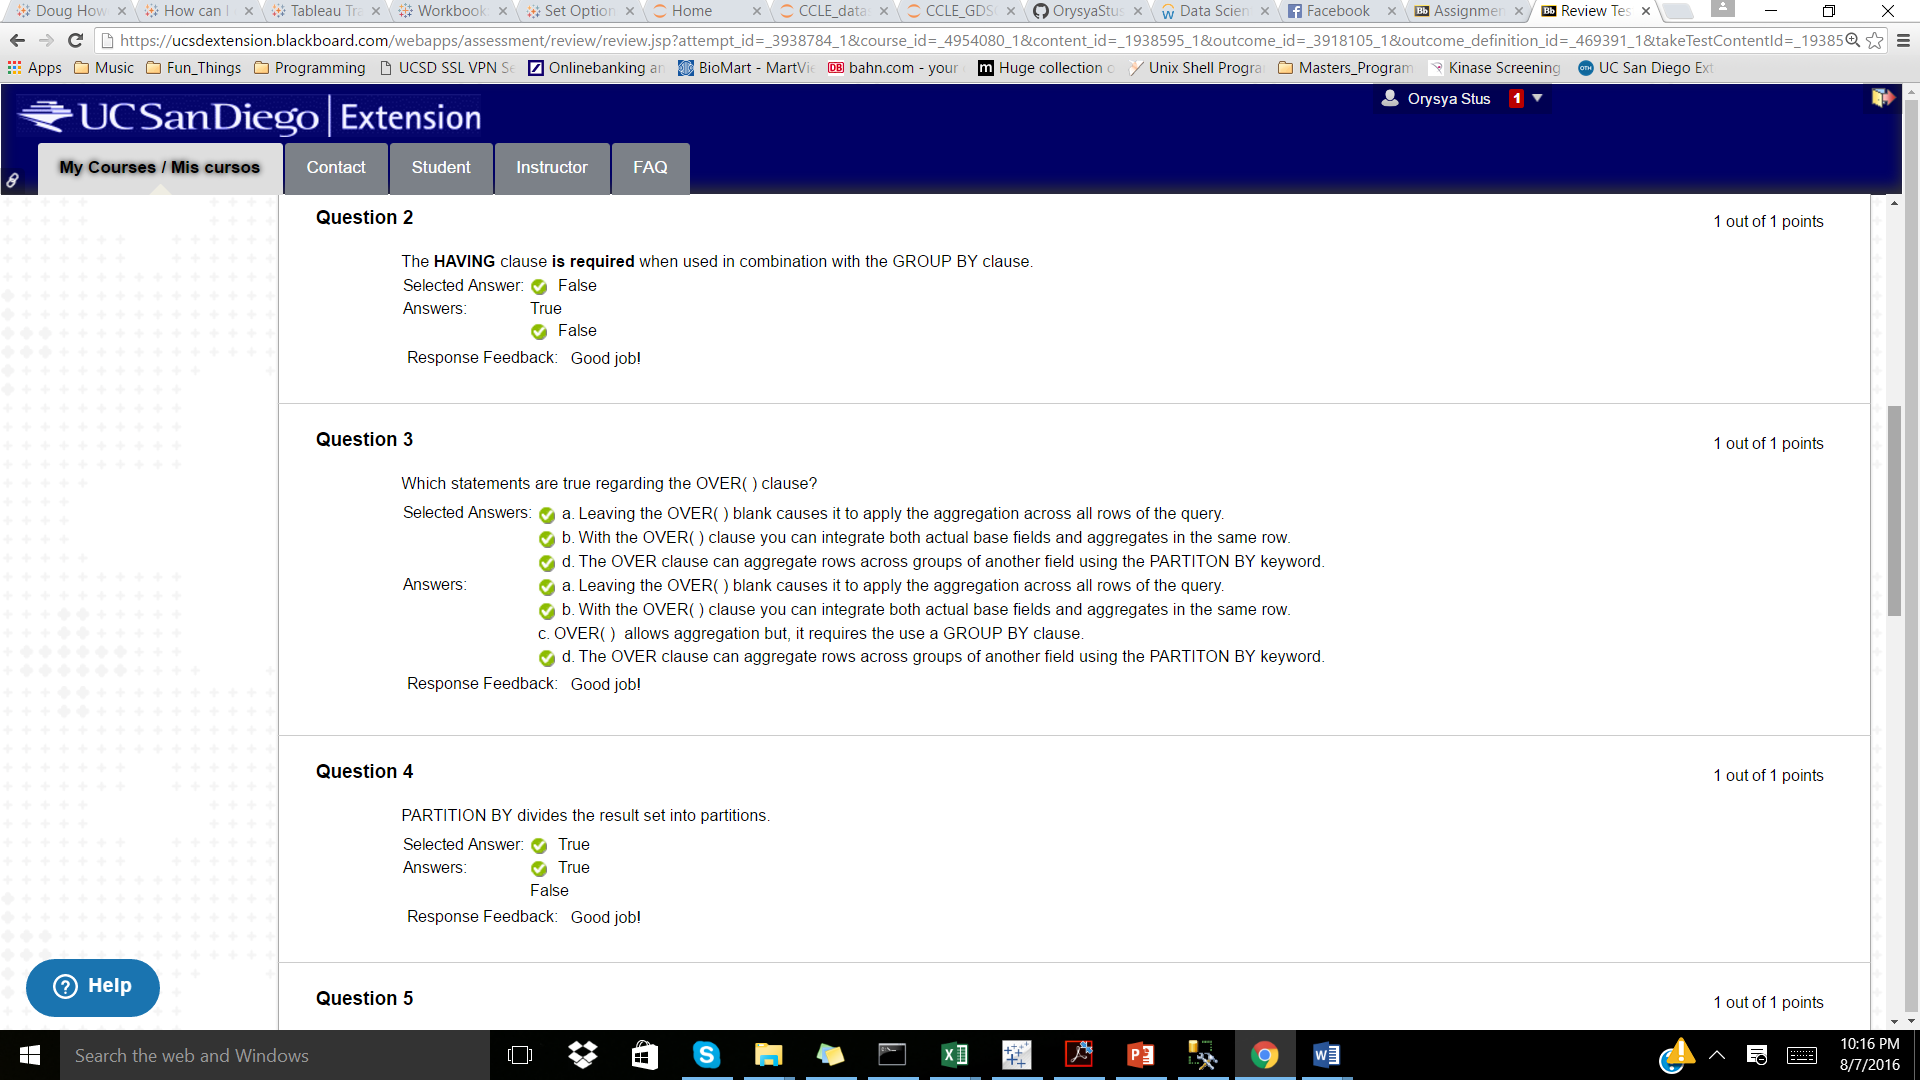 Doug How
How can I
Tableau Tra
Workbook
Set Option
Home
CCLE_data
CCLE_GDS
OrysyaStus
Data Scien
Facebook
Assignmen
Review Tes
https://ucsdextension.blackboard.com/webapps/assessment/review/review.jsp?attempt_id=_3938784_1&course_id=_4954080_1&content_id=_1938595_1&outcome_id=_3918105_1&outcome_definition_id=_469391_1&takeTestContentId=_19385
Apps Music Fun_Things Programming UCSD SSL VPN Se Onlinebanking an BioMart - MartVie DB bahn.com - your m Huge collection o Unix Shell Progra Masters_Program Kinase Screening UC San Diego Ext
UC San Diego | Extension
Orysya Stus 1
My Courses / Mis cursos Contact Student Instructor FAQ
Question 2
1 out of 1 points
The HAVING clause is required when used in combination with the GROUP BY clause.
Selected Answer: False
Answers: True
False
Response Feedback: Good job!
Question 3
1 out of 1 points
Which statements are true regarding the OVER( ) clause?
Selected Answers: a. Leaving the OVER( ) blank causes it to apply the aggregation across all rows of the query.
b. With the OVER( ) clause you can integrate both actual base fields and aggregates in the same row.
d. The OVER clause can aggregate rows across groups of another field using the PARTITON BY keyword.
Answers: a. Leaving the OVER( ) blank causes it to apply the aggregation across all rows of the query.
b. With the OVER( ) clause you can integrate both actual base fields and aggregates in the same row.
c. OVER( ) allows aggregation but, it requires the use a GROUP BY clause.
d. The OVER clause can aggregate rows across groups of another field using the PARTITON BY keyword.
Response Feedback: Good job!
Question 4
1 out of 1 points
PARTITION BY divides the result set into partitions.
Selected Answer: True
Answers: True
False
Response Feedback: Good job!
Help
Question 5
1 out of 1 points
Search the web and Windows
10:16 PM
8/7/2016